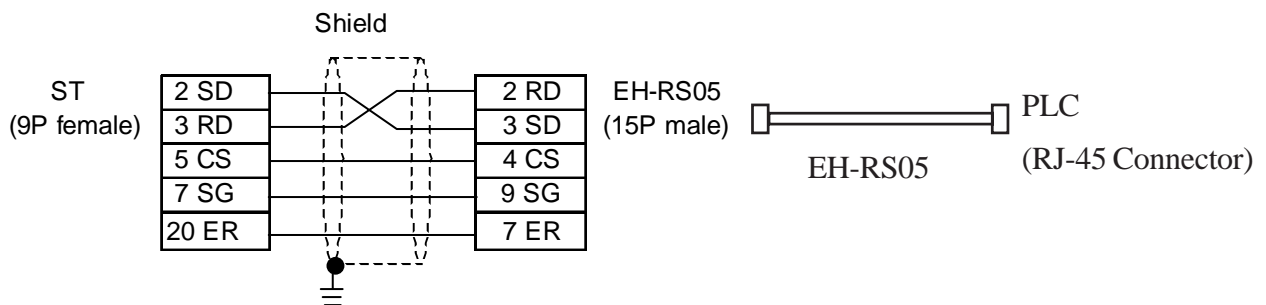 Shield
ST
(9P female)
2 SD
3 RD
5 CS
7 SG
20 ER
2 RD
3 SD
4 CS
9 SG
7 ER
EH-RS05
(15P male)
EH-RS05
PLC
(RJ-45 Connector)